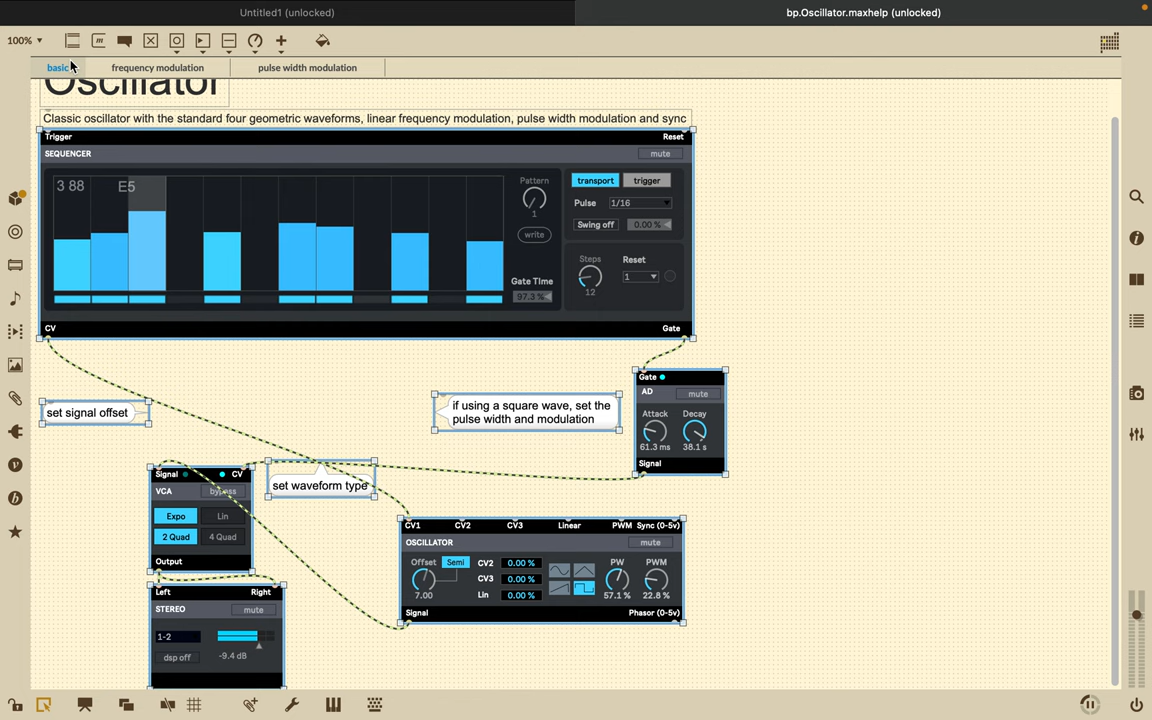 Untitled1 (unlocked)
bp.Oscillator.maxhelp (unlocked)
100%
basic
frequency modulation
pulse width modulation
Oscillator
Classic oscillator with the standard four geometric waveforms, linear frequency modulation, pulse width modulation and sync
Trigger
Reset
SEQUENCER
mute
3 88
E5
Pattern
1
write
Gate Time
97.3 %
transport
trigger
Pulse
1/16
Swing off
0.00 %
Steps
12
Reset
1
CV
Gate
set signal offset
if using a square wave, set the
pulse width and modulation
Gate
AD
mute
Attack
Decay
61.3 ms
38.1 s
Signal
Signal
CV
VCA
bypass
Expo
Lin
2 Quad
4 Quad
Output
set waveform type
CV1
CV2
CV3
Linear
PWM
Sync (0-5v)
OSCILLATOR
mute
Offset
Semi
7.00
CV2
0.00 %
CV3
0.00 %
Lin
0.00 %
PW
57.1 %
PWM
22.8 %
Signal
Phasor (0-5v)
Left
Right
STEREO
mute
1-2
dsp off
-9.4 dB